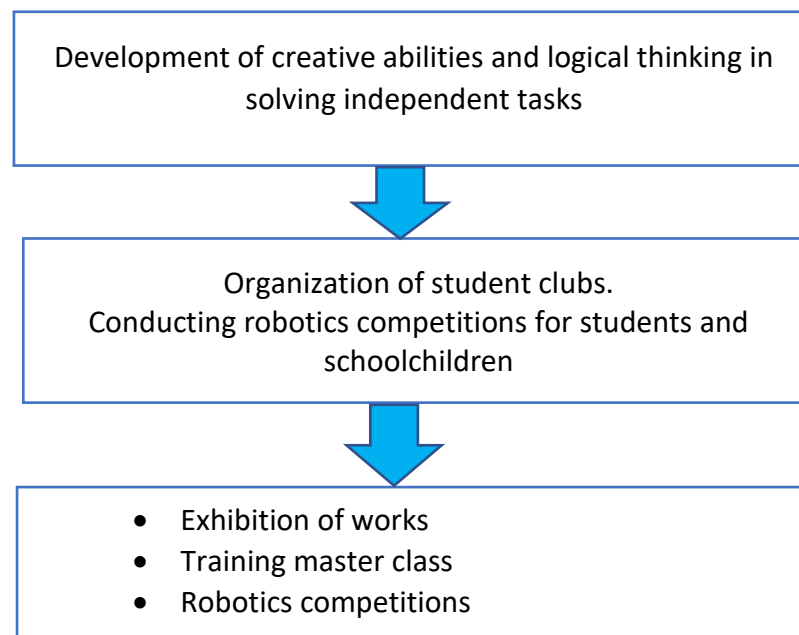 Development of creative abilities and logical thinking in
solving independent tasks
Organization of student clubs.
Conducting robotics competitions for students and
schoolchildren
• Exhibition of works
• Training master class
• Robotics competitions